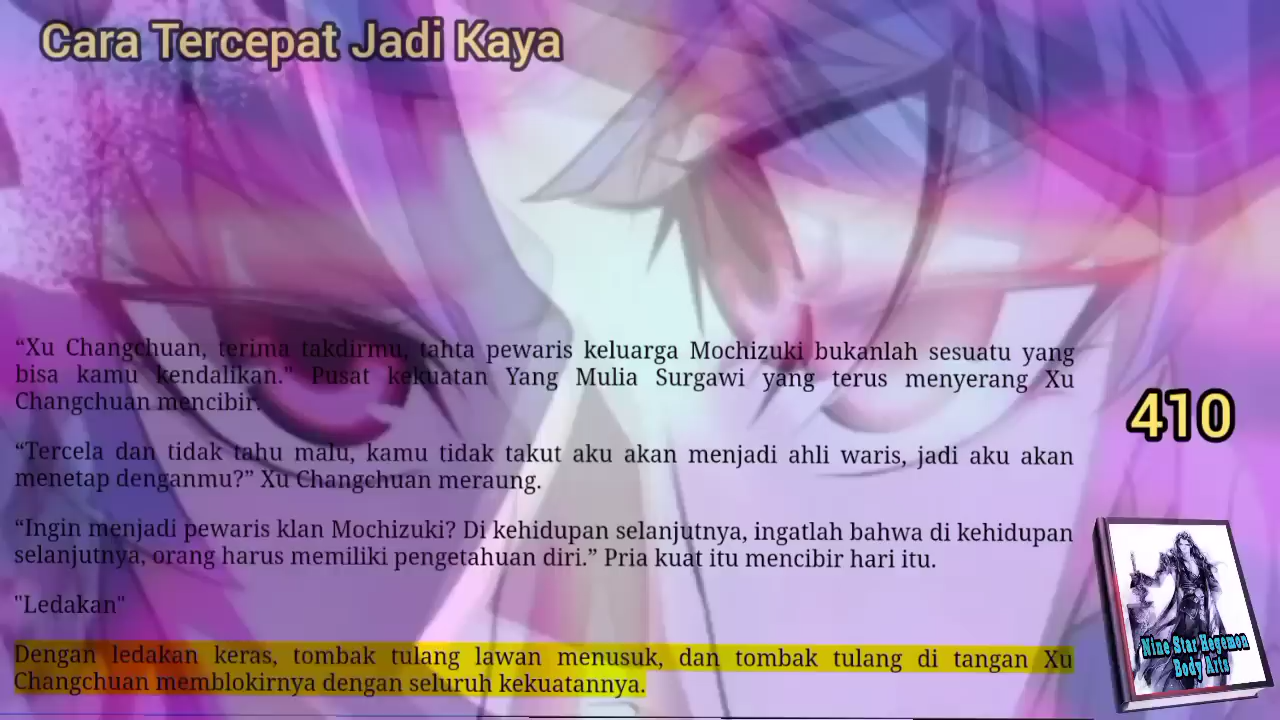 Cara Tercepat Jadi Kaya
“Xu Changchuan, terima takdirmu, tahta pewaris keluarga Mochizuki bukanlah sesuatu yang
bisa kamu kendalikan." Pusat kekuatan Yang Mulia Surgawi yang terus menyerang Xu
Changchuan mencibir.
“Tercela dan tidak tahu malu, kamu tidak takut aku akan menjadi ahli waris, jadi aku akan
menetap denganmu?” Xu Changchuan meraung.
“Ingin menjadi pewaris klan Mochizuki? Di kehidupan selanjutnya, ingatlah bahwa di kehidupan
selanjutnya, orang harus memiliki pengetahuan diri.” Pria kuat itu mencibir hari itu.
"Ledakan"
Dengan ledakan keras, tombak tulang lawan menusuk, dan tombak tulang di tangan Xu
Changchuan memblokirnya dengan seluruh kekuatannya.
410
Nine Star Hegemon
Body Arts